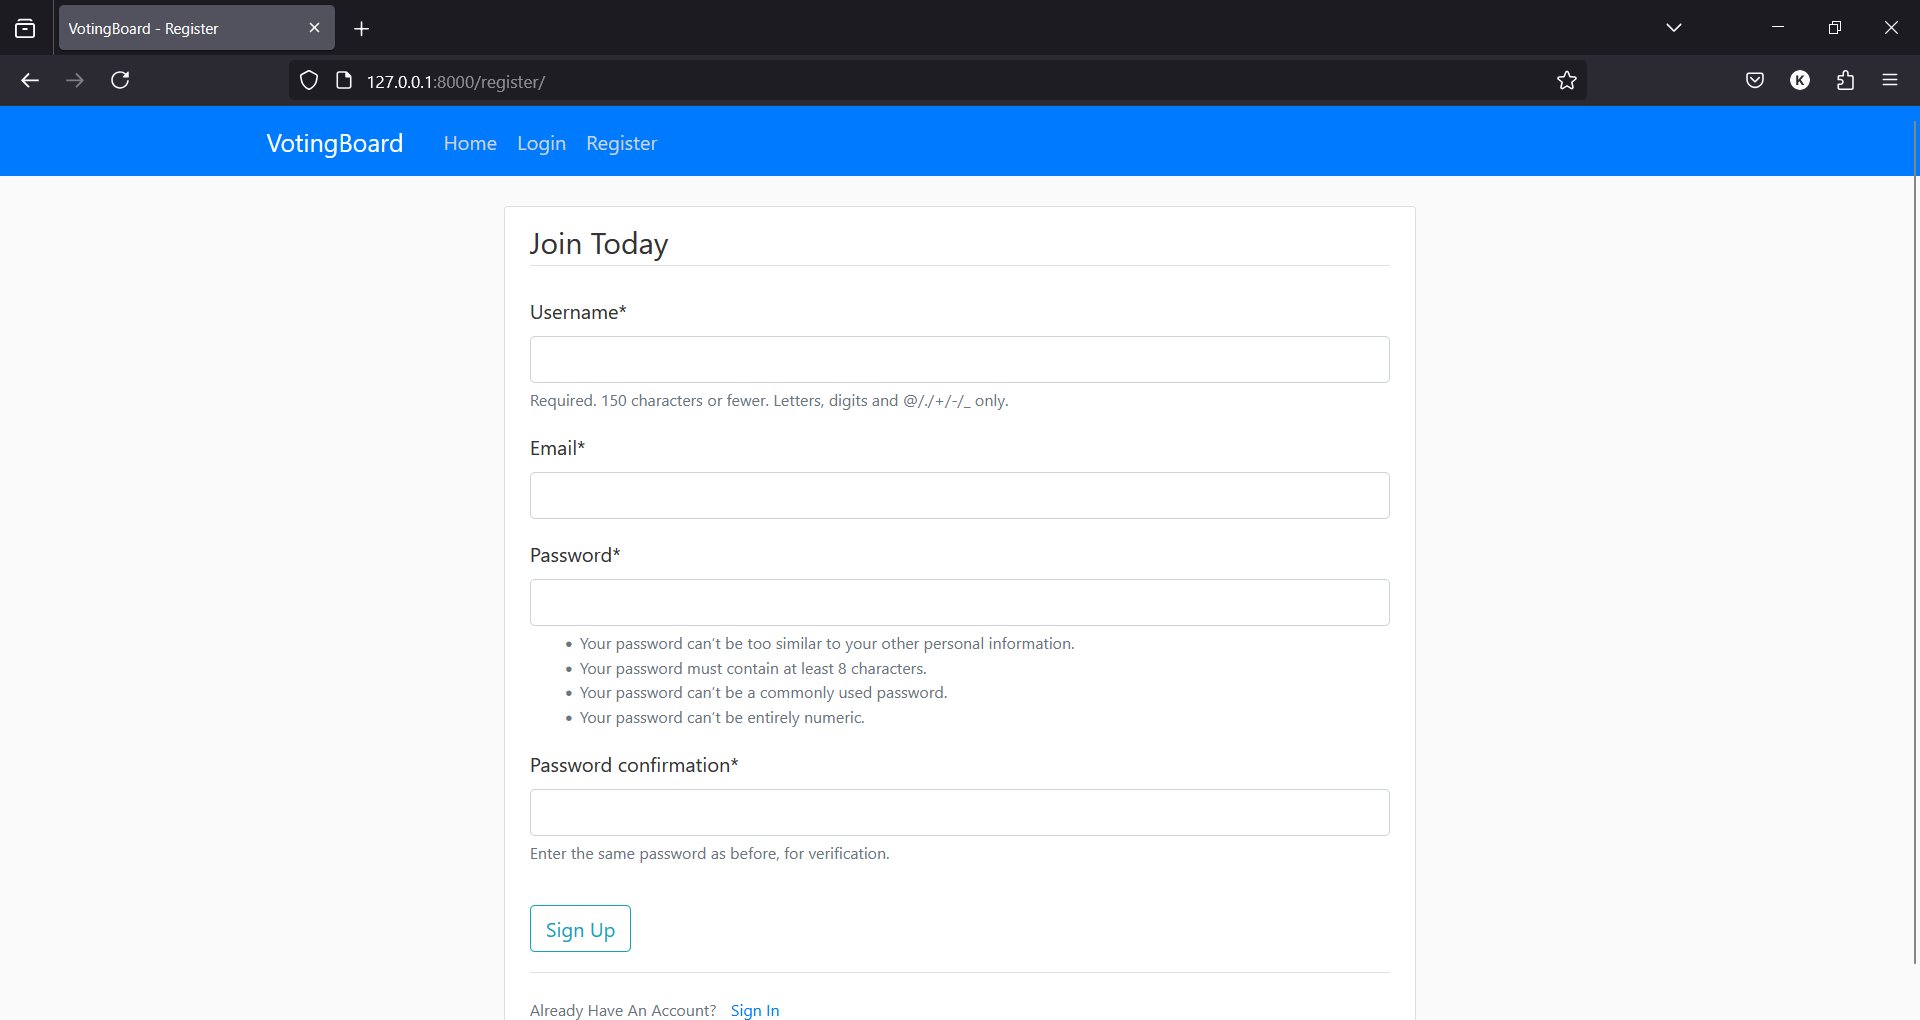 VotingBoard - Register
127.0.0.1:8000/register/
K
VotingBoard Home Login Register
Join Today
Username*
Required. 150 characters or fewer. Letters, digits and @/./+/-/_ only.
Email*
Password*
Your password can't be too similar to your other personal information.
Your password must contain at least 8 characters.
Your password can't be a commonly used password.
Your password can't be entirely numeric.
Password confirmation*
Enter the same password as before, for verification.
Sign Up
Already Have An Account? Sign In